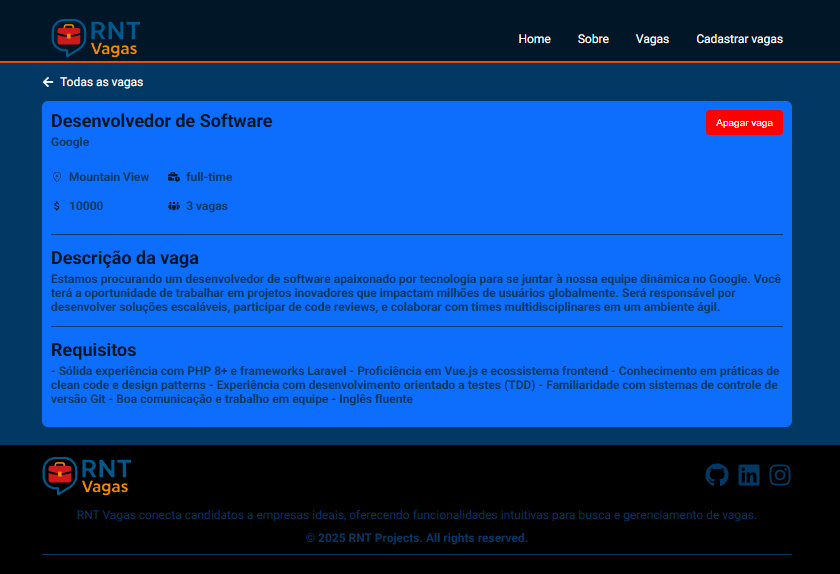 RNT
Vagas
Home Sobre Vagas Cadastrar vagas
Todas as vagas
Desenvolvedor de Software
Apagar vaga
Google
Mountain View full-time
$ 10000 3 vagas
Descrição da vaga
Estamos procurando um desenvolvedor de software apaixonado por tecnologia para se juntar à nossa equipe dinâmica no Google. Você
terá a oportunidade de trabalhar em projetos inovadores que impactam milhões de usuários globalmente. Será responsável por
desenvolver soluções escaláveis, participar de code reviews, e colaborar com times multidisciplinares em um ambiente ágil.
Requisitos
- Sólida experiência com PHP 8+ e frameworks Laravel - Proficiência em Vue.js e ecossistema frontend - Conhecimento em práticas de
clean code e design patterns - Experiência com desenvolvimento orientado a testes (TDD) - Familiaridade com sistemas de controle de
versão Git - Boa comunicação e trabalho em equipe - Inglês fluente
RNT
Vagas
RNT Vagas conecta candidatos a empresas ideais, oferecendo funcionalidades intuitivas para busca e gerenciamento de vagas.
© 2025 RNT Projects. All rights reserved.